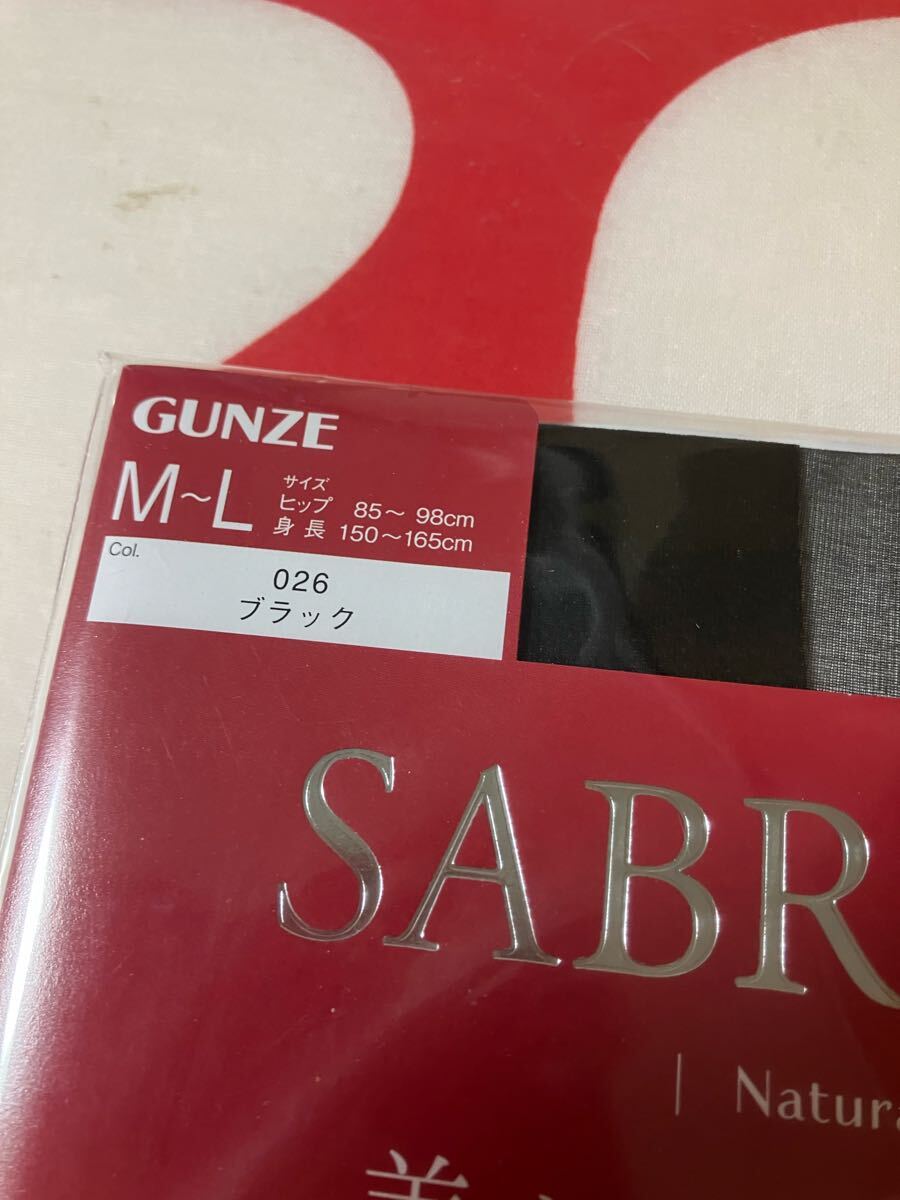 GUNZE
M~L
サイズ
ヒップ 85～ 98cm
身長 150～165cm
Col.
026
ブラック
SABR
| Natura
美